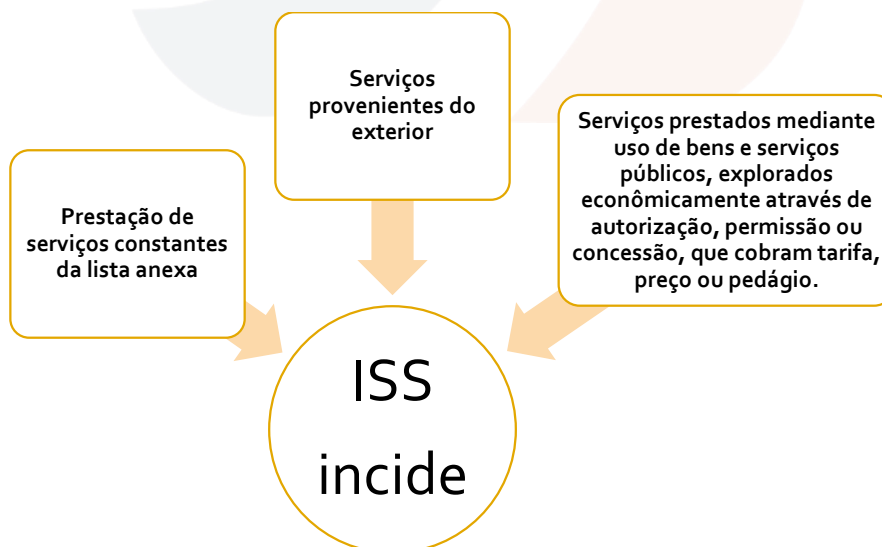 Serviços
provenientes do
exterior
Serviços prestados mediante
uso de bens e serviços
públicos, explorados
econômicamente através de
autorização, permissão ou
concessão, que cobram tarifa,
preço ou pedágio.
Prestação de
serviços constantes
da lista anexa
ISS
incide